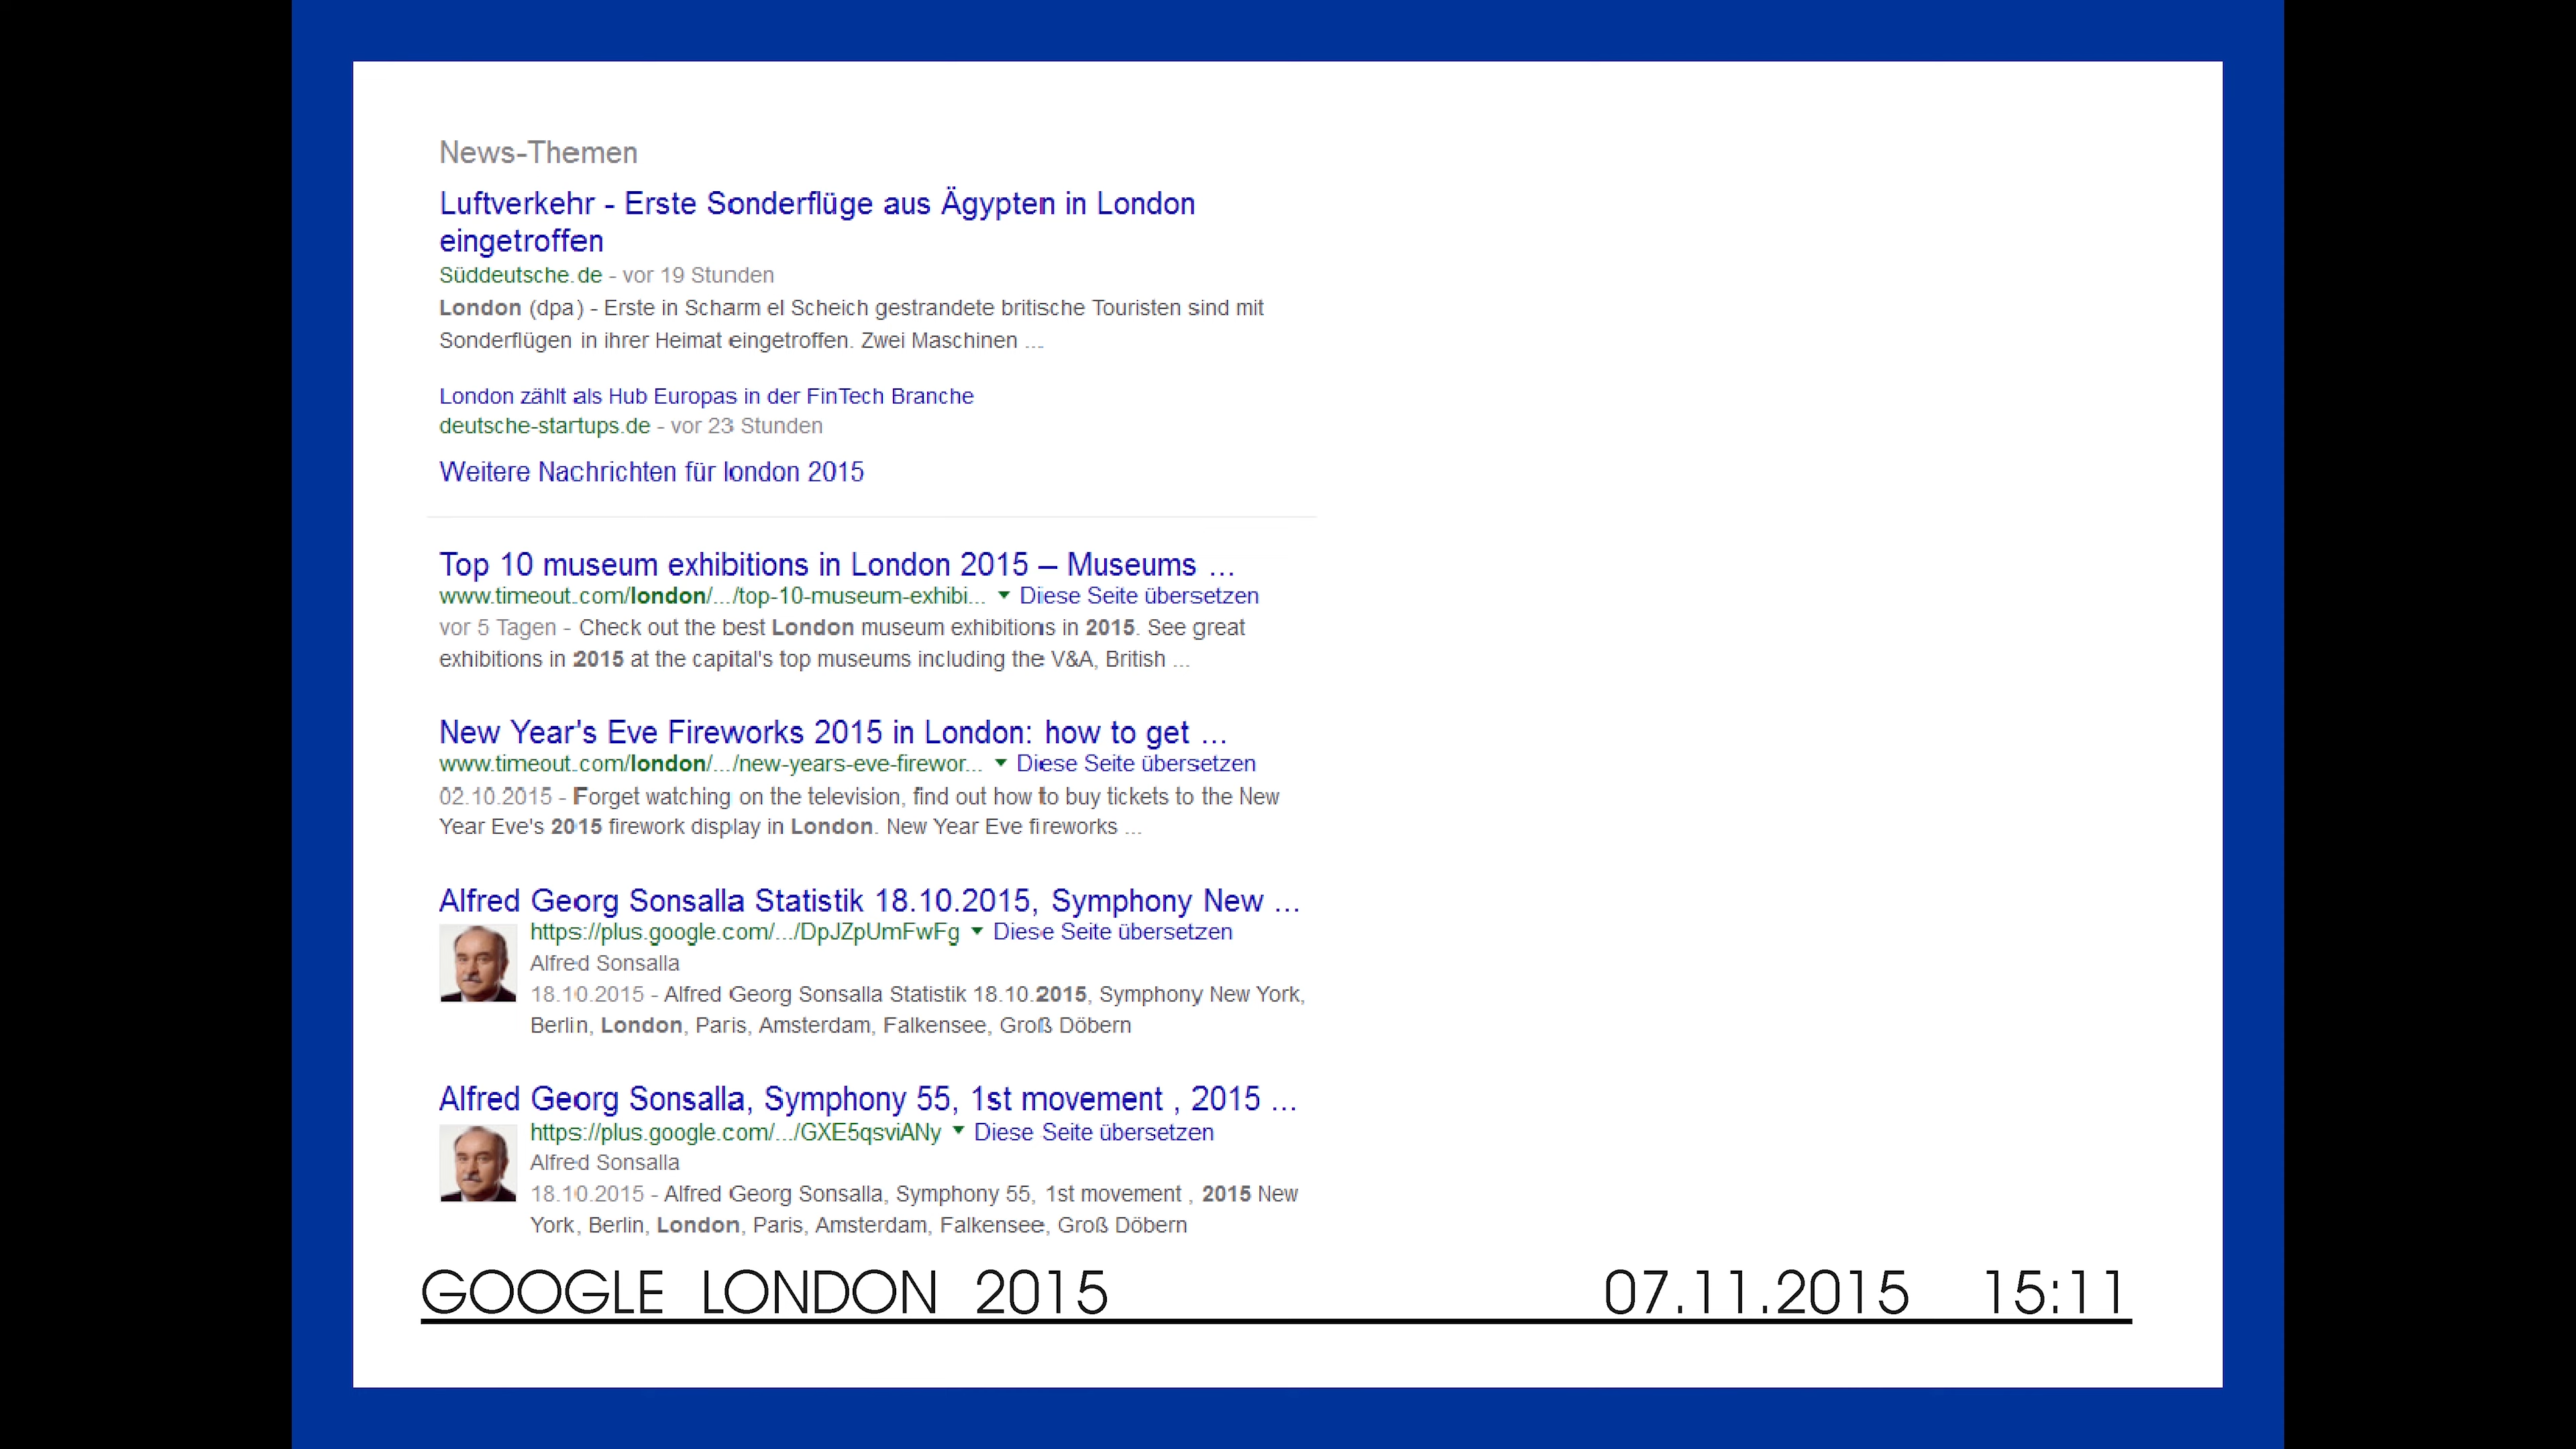 News-Themen
Luftverkehr - Erste Sonderflüge aus Ägypten in London
eingetroffen
Süddeutsche.de - vor 19 Stunden
London (dpa) - Erste in Scharm el Scheich gestrandete britische Touristen sind mit
Sonderflügen in ihrer Heimat eingetroffen. Zwei Maschinen ...
London zählt als Hub Europas in der FinTech Branche
deutsche-startups.de - vor 23 Stunden
Weitere Nachrichten für london 2015
Top 10 museum exhibitions in London 2015 – Museums ...
www.timeout.com/london/.../top-10-museum-exhibi... ▼ Diese Seite übersetzen
vor 5 Tagen - Check out the best London museum exhibitions in 2015. See great
exhibitions in 2015 at the capital's top museums including the V&A, British ...
New Year's Eve Fireworks 2015 in London: how to get ...
www.timeout.com/london/.../new-years-eve-firewor... ▼ Diese Seite übersetzen
02.10.2015 - Forget watching on the television, find out how to buy tickets to the New
Year Eve's 2015 firework display in London. New Year Eve fireworks ...
Alfred Georg Sonsalla Statistik 18.10.2015, Symphony New ...
https://plus.google.com/.../DpJZpUmFwFg ▼ Diese Seite übersetzen
Alfred Sonsalla
18.10.2015 - Alfred Georg Sonsalla Statistik 18.10.2015, Symphony New York,
Berlin, London, Paris, Amsterdam, Falkensee, Groß Döbern
Alfred Georg Sonsalla, Symphony 55, 1st movement , 2015 ...
https://plus.google.com/.../GXE5qsviANy ▼ Diese Seite übersetzen
Alfred Sonsalla
18.10.2015 - Alfred Georg Sonsalla, Symphony 55, 1st movement , 2015 New
York, Berlin, London, Paris, Amsterdam, Falkensee, Groß Döbern
GOOGLE LONDON 2015 07.11.2015 15:11